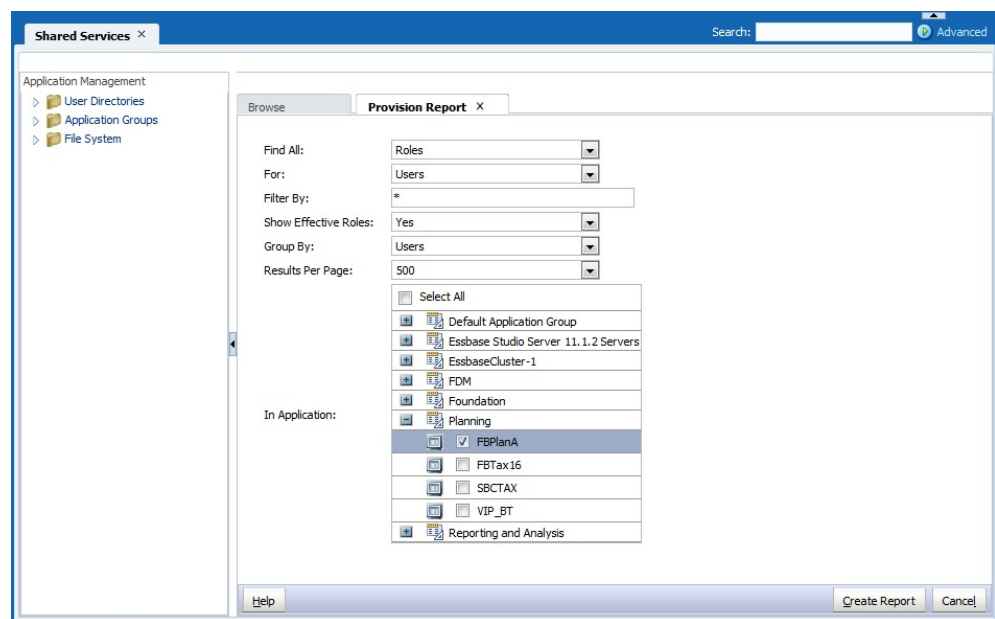 Shared Services ×
Search:
Advanced
Application Management
User Directories
Application Groups
File System
Browse
Provision Report X
Find All: Roles
For: Users
Filter By: *
Show Effective Roles: Yes
Group By: Users
Results Per Page: 500
Select All
Default Application Group
Essbase Studio Server 11.1.2 Servers
EssbaseCluster-1
FDM
Foundation
In Application:
Planning
FBPlanA
FBTax16
SBCTAX
VIP_BT
Reporting and Analysis
Help
Create Report
Cancel